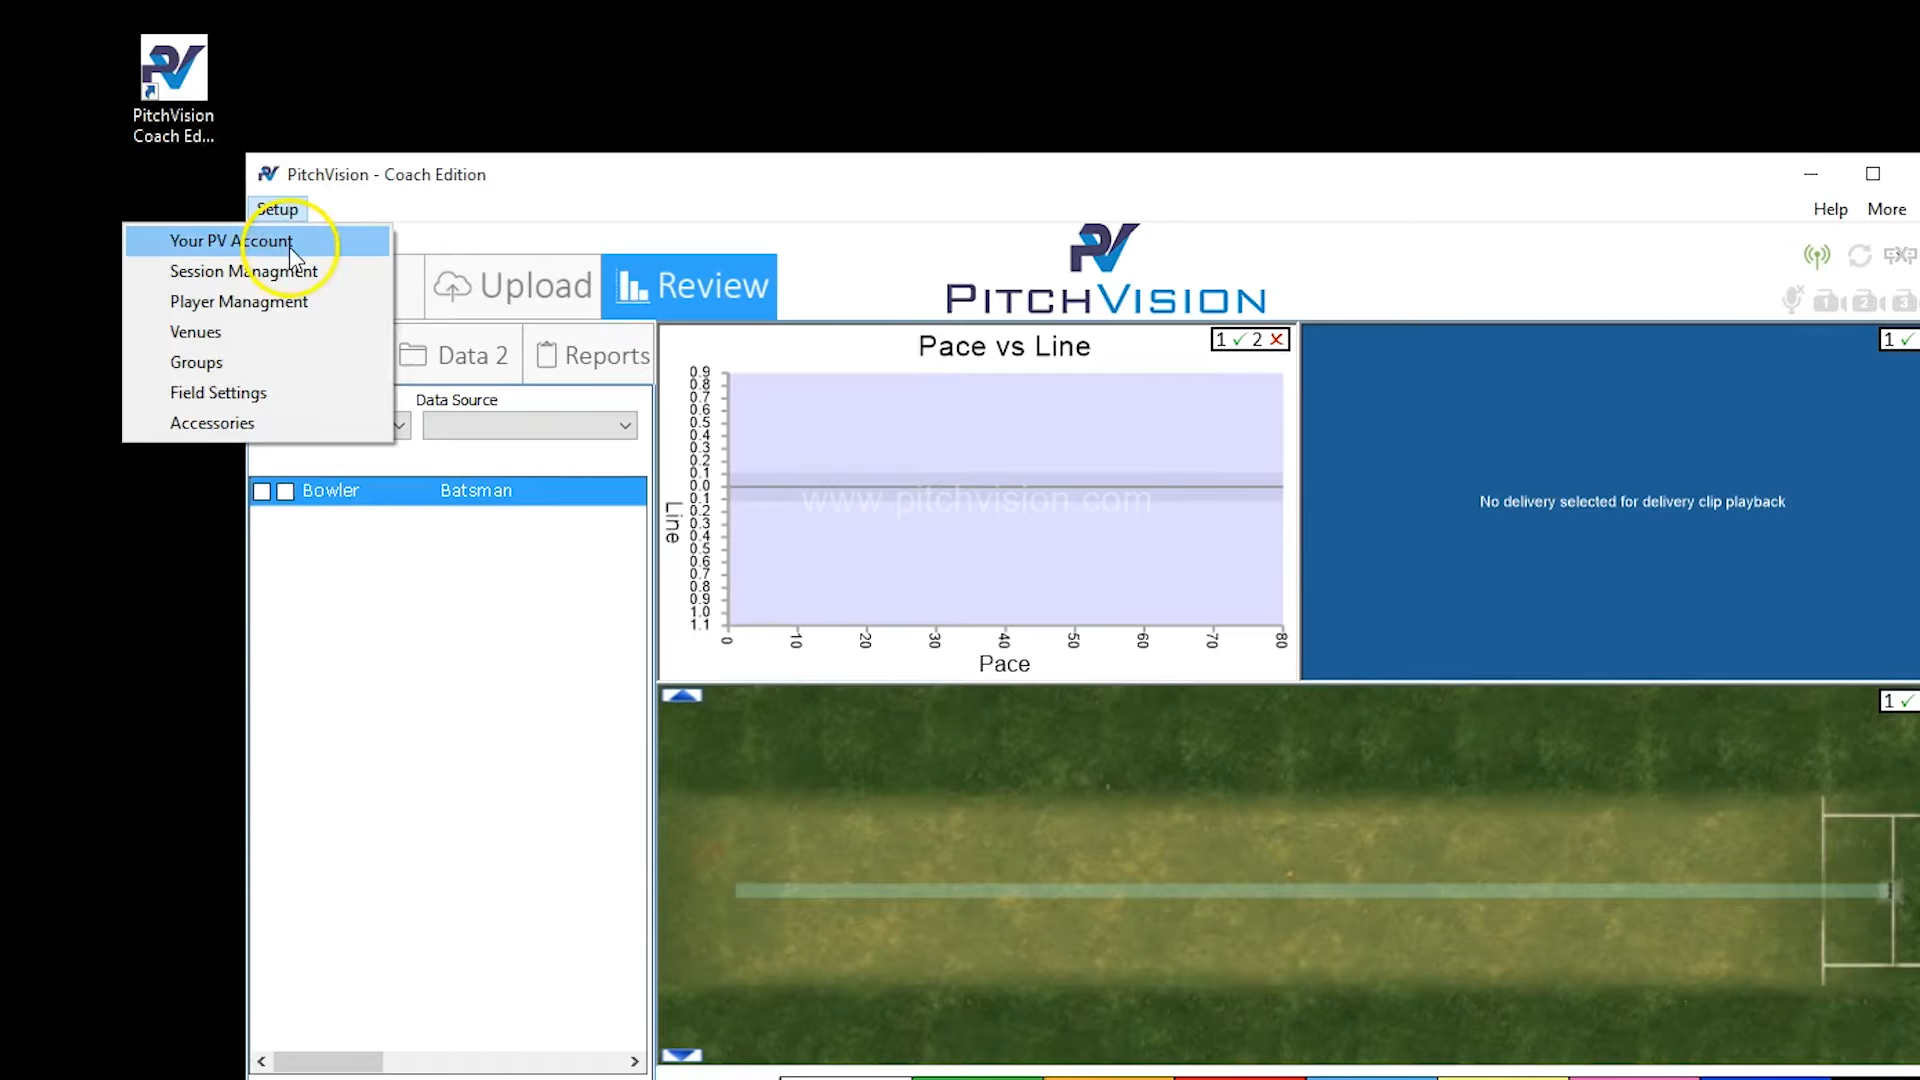 PitchVision
Coach Ed...
PitchVision - Coach Edition
Setup
Help More
Your PV Account
Session Managment
Player Managment
Venues
Groups
Field Settings
Accessories
Upload
Review
PITCHVISION
EXP
1 2 3
Data 2
Reports
Data Source
Bowler Batsman
Pace vs Line
1 ✓ 2 ✗
1 ✓
0.9
0.8
0.7
0.6
0.5
0.4
0.3
0.2
0.1
0.0
0.1
0.2
0.3
0.4
0.5
0.6
0.7
0.8
0.9
1.0
1.1
Line
www.pitchvision.com
0 10 20 30 40 50 60 70 80
Pace
No delivery selected for delivery clip playback
1 ✓